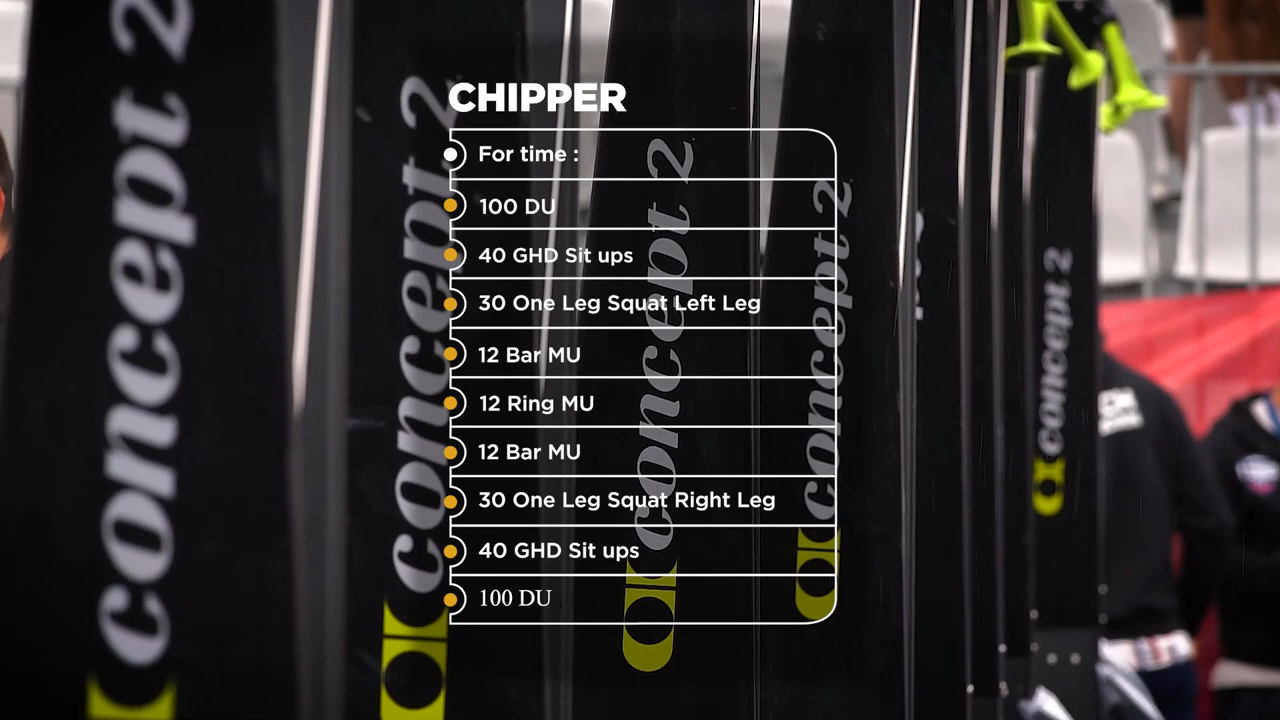 concept 2
concept 2
CHIPPER
For time :
100 DU
40 GHD Sit ups
30 One Leg Squat Left Leg
12 Bar MU
12 Ring MU
12 Bar MU
30 One Leg Squat Right Leg
40 GHD Sit ups
100 DU
concept 2
concept 2
concept 2